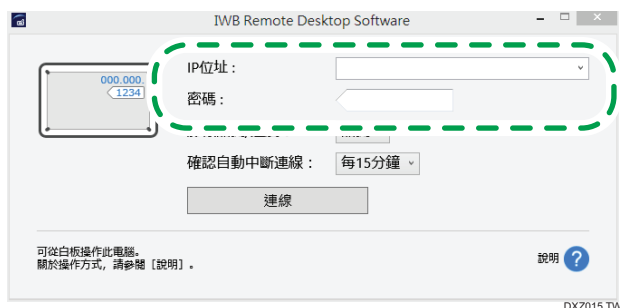 IWB Remote Desktop Software
000.000.
1234
IP位址：
密碼：
確認自動中斷連線：
每15分鐘
連線
可從白板操作此電腦。
關於操作方式，請參閱［說明］。
說明 ?
DXZ015 TW